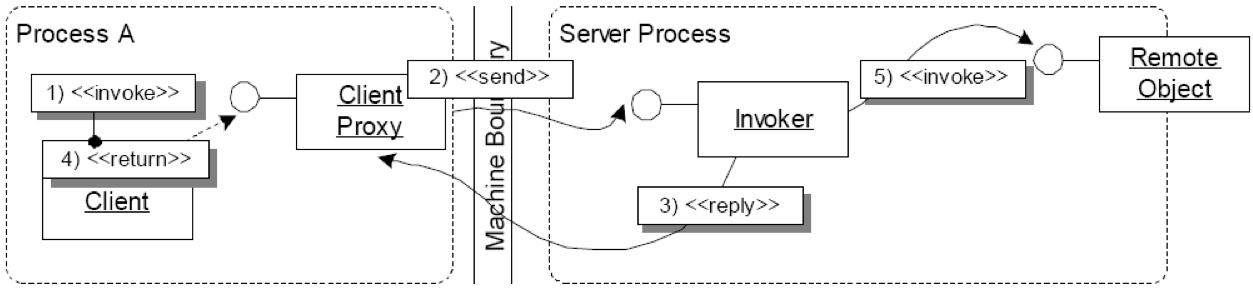 Process A
1) <<invoke>>
4) <<return>>
Client
Client
Proxy
2) <<send>>
Machine Boundary
Server Process
Invoker
3) <<reply>>
5) <<invoke>>
Remote
Object